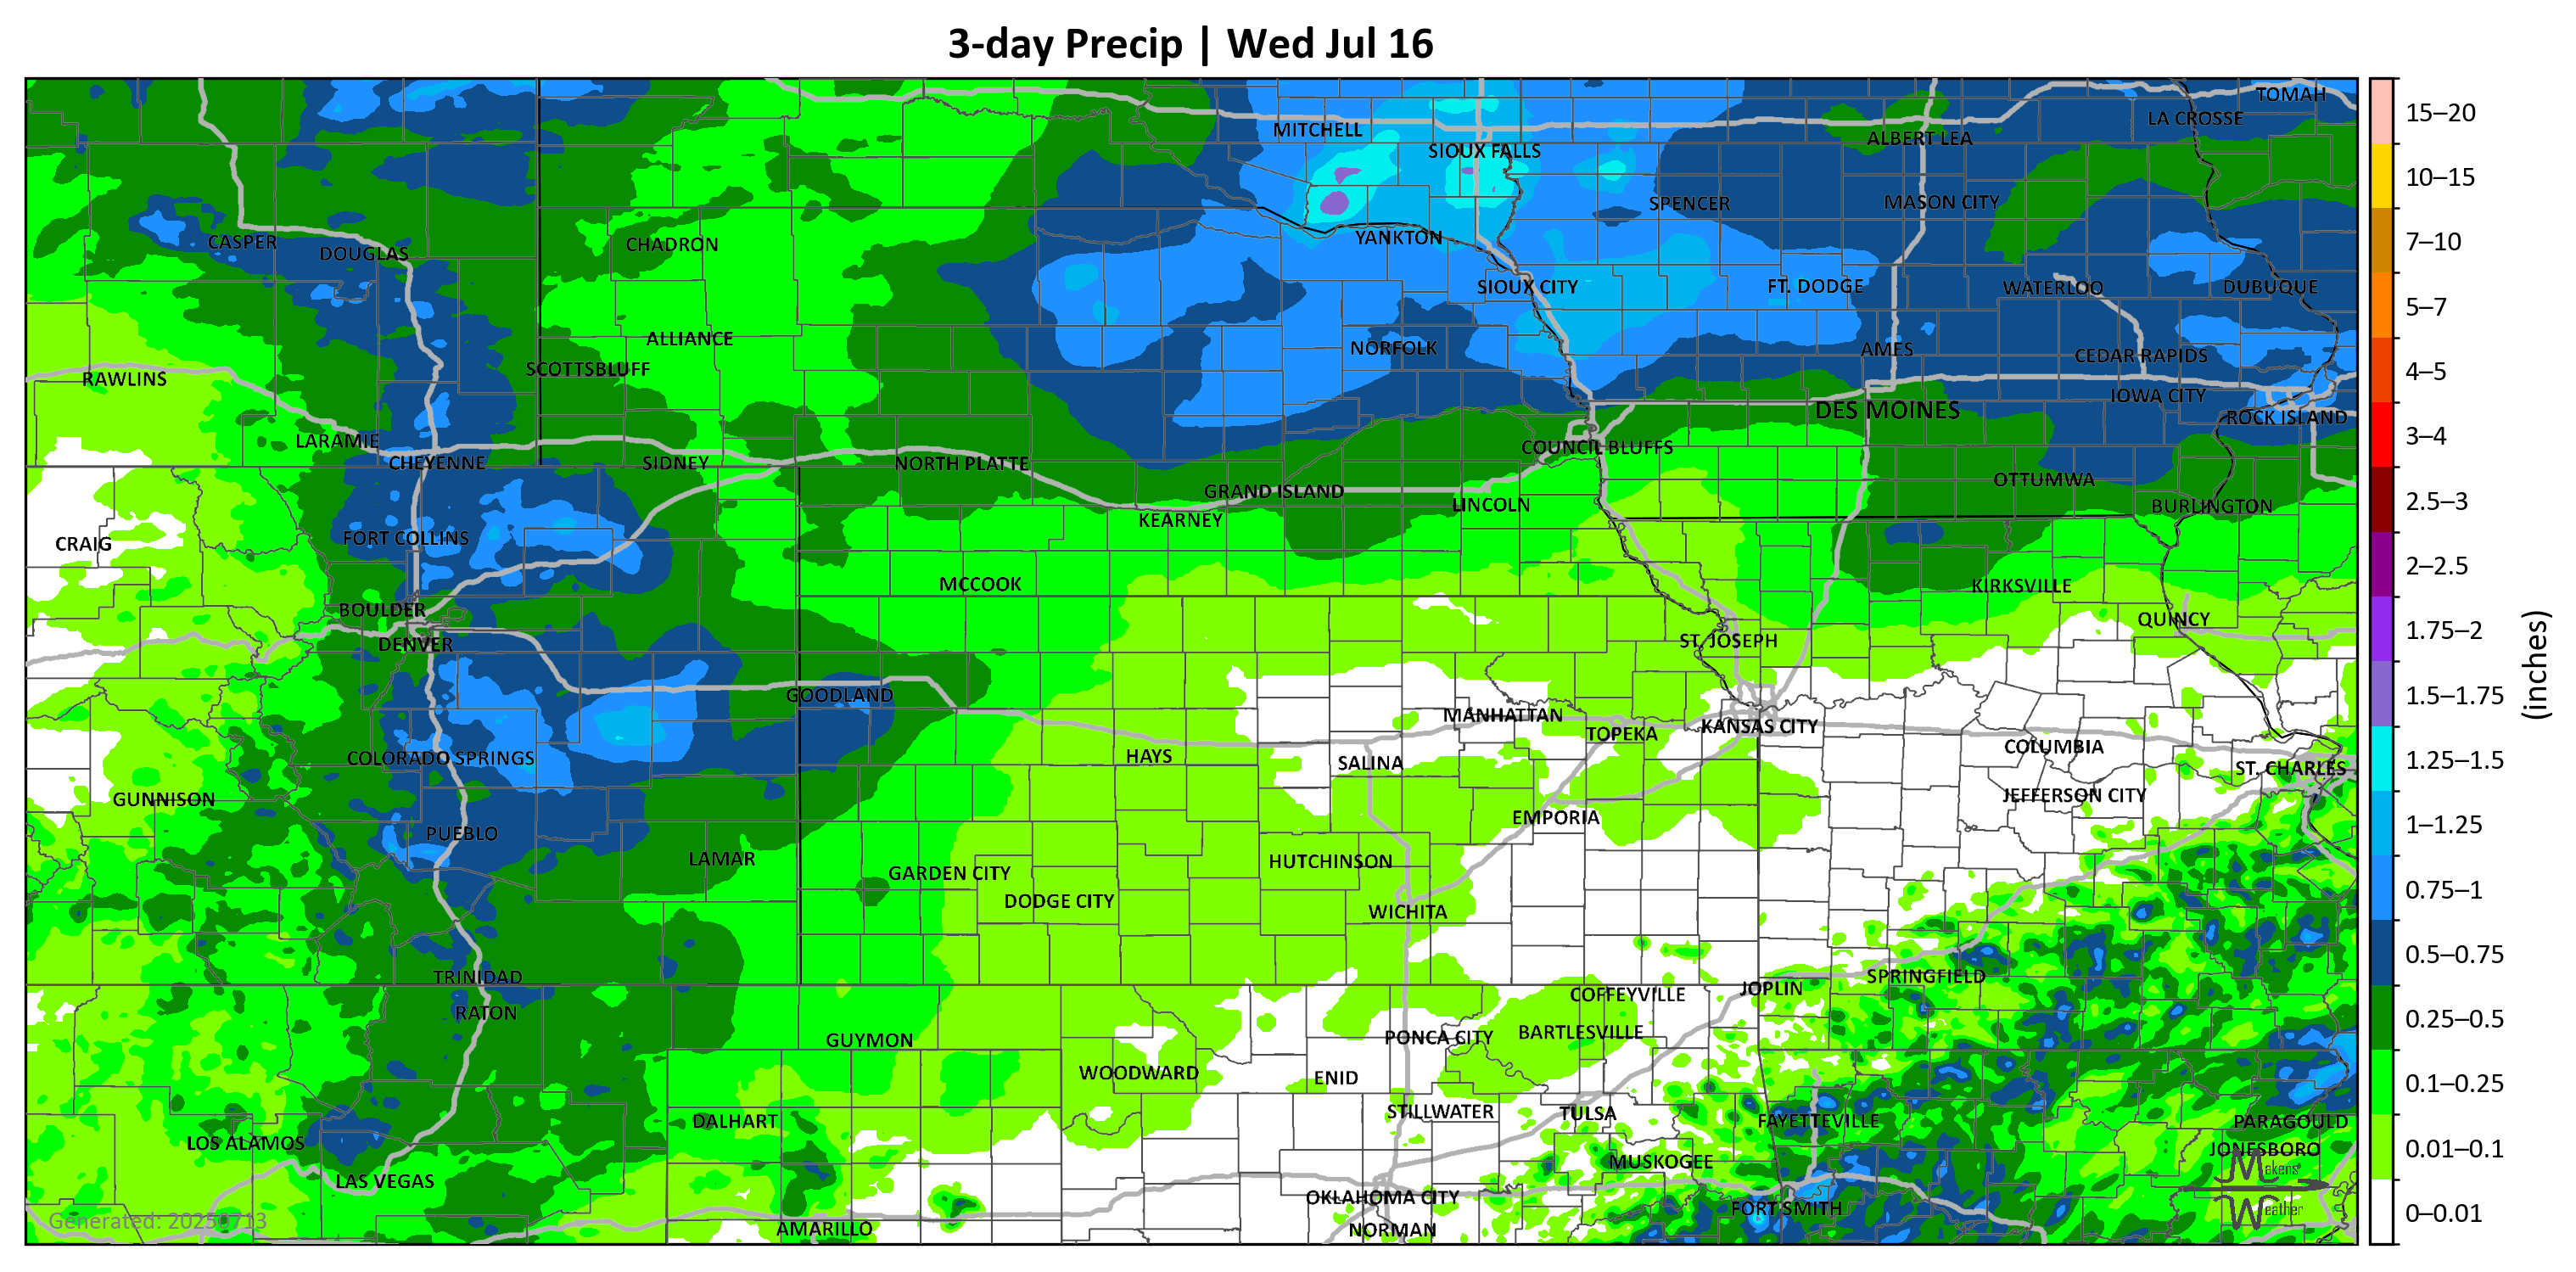 3-day Precip | Wed Jul 16
TOMAH
LA CROSSE
MITCHELL
ALBERT LEA
SIOUX FALLS
SPENCER
MASON CITY
YANKTON
CASPER
CHADRON
DOUGLAS
SIOUX CITY
FT. DODGE
WATERLOO
DUBUQUE
ALLIANCE
NORFOLK
AMES
CEDAR RAPIDS
SCOTTSBLUFF
RAWLINS
IOWA CITY
DES MOINES
ROCK ISLAND
LARAMIE
COUNCIL BLUFFS
CHEYENNE
SIDNEY
NORTH PLATTE
OTTUMWA
GRAND ISLAND
LINCOLN
BURLINGTON
KEARNEY
FORT COLLINS
CRAIG
MCCOOK
KIRKSVILLE
BOULDER
QUINCY
DENVER
ST. JOSEPH
GOODLAND
MANHATTAN
KANSAS CITY
TOPEKA
COLUMBIA
HAYS
COLORADO SPRINGS
SALINA
ST. CHARLES
JEFFERSON CITY
GUNNISON
EMPORIA
PUEBLO
LAMAR
HUTCHINSON
GARDEN CITY
DODGE CITY
WICHITA
TRINIDAD
SPRINGFIELD
JOPLIN
COFFEYVILLE
RATON
BARTLESVILLE
PONCA CITY
GUYMON
WOODWARD
ENID
STILLWATER
TULSA
DALHART
FAYETTEVILLE
PARAGOULD
LOS ALAMOS
JONESBORO
MUSKOGEE
LAS VEGAS
OKLAHOMA CITY
FORT SMITH
AMARILLO
NORMAN
Generated: 20250713
Makens
Weather
15–20
10–15
7–10
5–7
4–5
3–4
2.5–3
2–2.5
1.75–2
1.5–1.75
1.25–1.5
1–1.25
0.75–1
0.5–0.75
0.25–0.5
0.1–0.25
0.01–0.1
0–0.01
(inches)